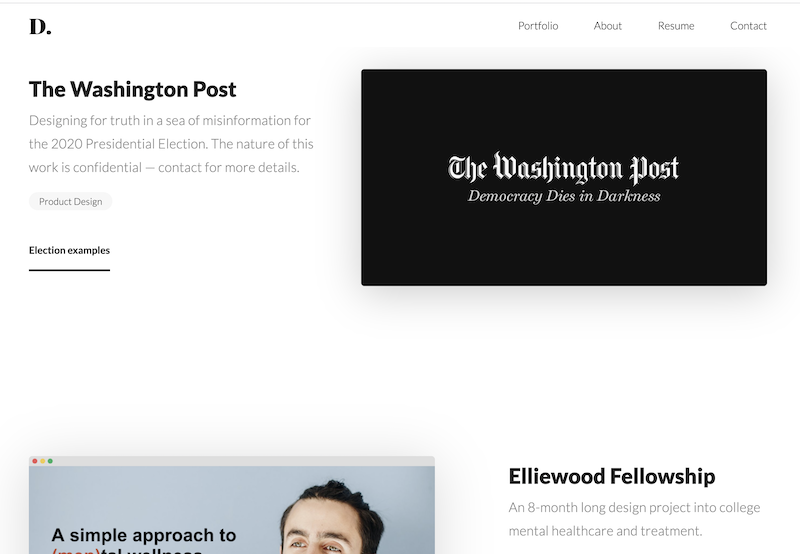 D.
Portfolio
About
Resume
Contact
The Washington Post
Designing for truth in a sea of misinformation for
the 2020 Presidential Election. The nature of this
work is confidential — contact for more details.
Product Design
Election examples
The Washington Post
Democracy Dies in Darkness
A simple approach to
(men)tal wellness
Elliewood Fellowship
An 8-month long design project into college
mental healthcare and treatment.